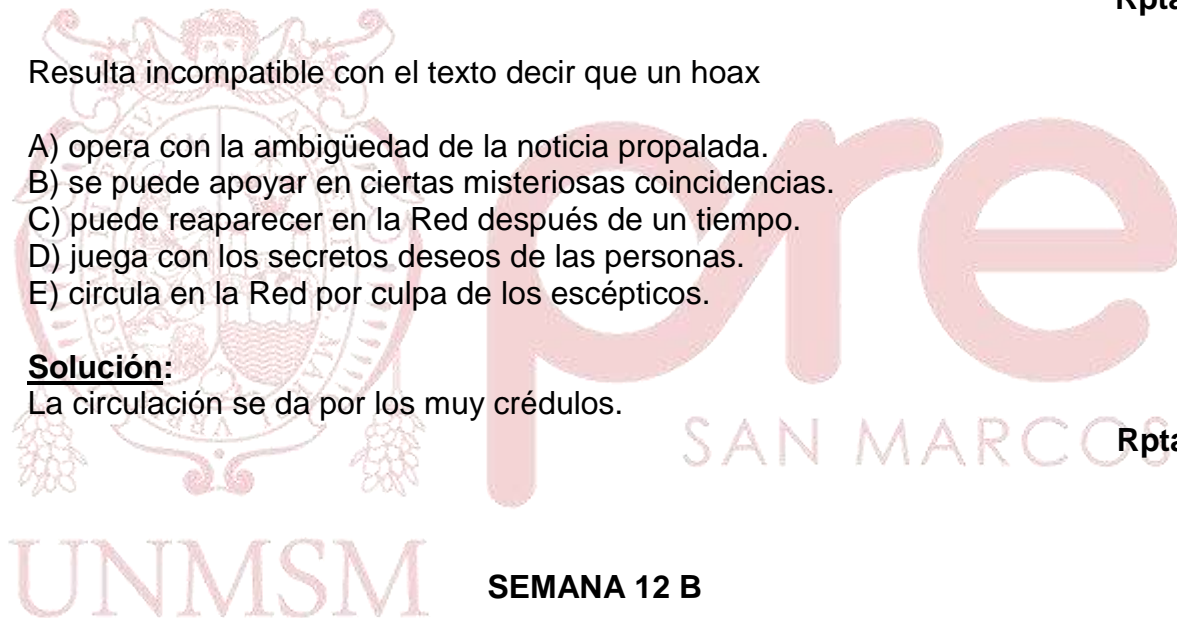 Rpta
Resulta incompatible con el texto decir que un hoax
A) opera con la ambigüedad de la noticia propalada.
B) se puede apoyar en ciertas misteriosas coincidencias.
C) puede reaparecer en la Red después de un tiempo.
D) juega con los secretos deseos de las personas.
E) circula en la Red por culpa de los escépticos.
Solución:
La circulación se da por los muy crédulos.
pre
SAN MARCOS
Rpta
UNMSM
SEMANA 12 B